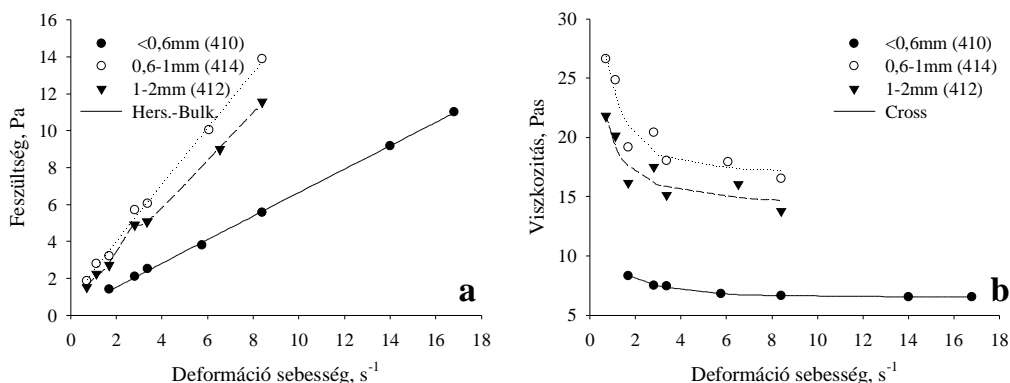 16
14
12
10
8
6
4
2
0
Feszültség, Pa
<0,6mm (410)
0,6-1mm (414)
1-2mm (412)
Hers.-Bulk.
a
0 2 4 6 8 10 12 14 16 18
Deformáció sebesség, s-1
30
25
20
15
10
5
Viszkozitás, Pas
<0,6mm (410)
0,6-1mm (414)
1-2mm (412)
Cross
b
0 2 4 6 8 10 12 14 16 18
Deformáció sebesség, s-1